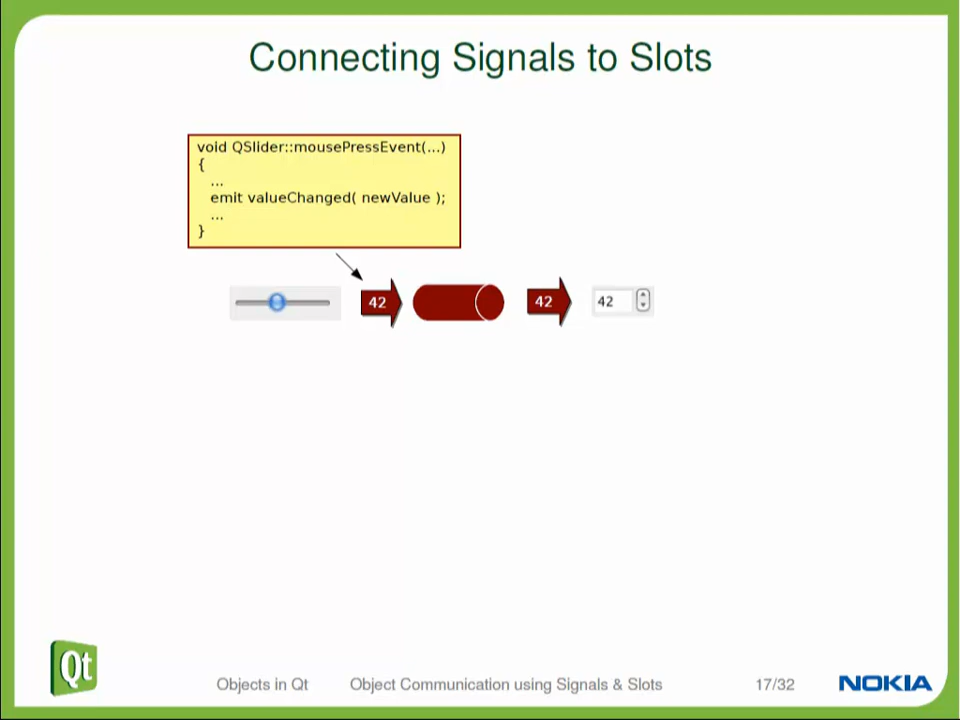 Connecting Signals to Slots
void QSlider::mousePressEvent(...)
{
...
emit valueChanged( newValue );
...
}
42
42
42
Qt
Objects in Qt
Object Communication using Signals & Slots
17/32
NOKIA